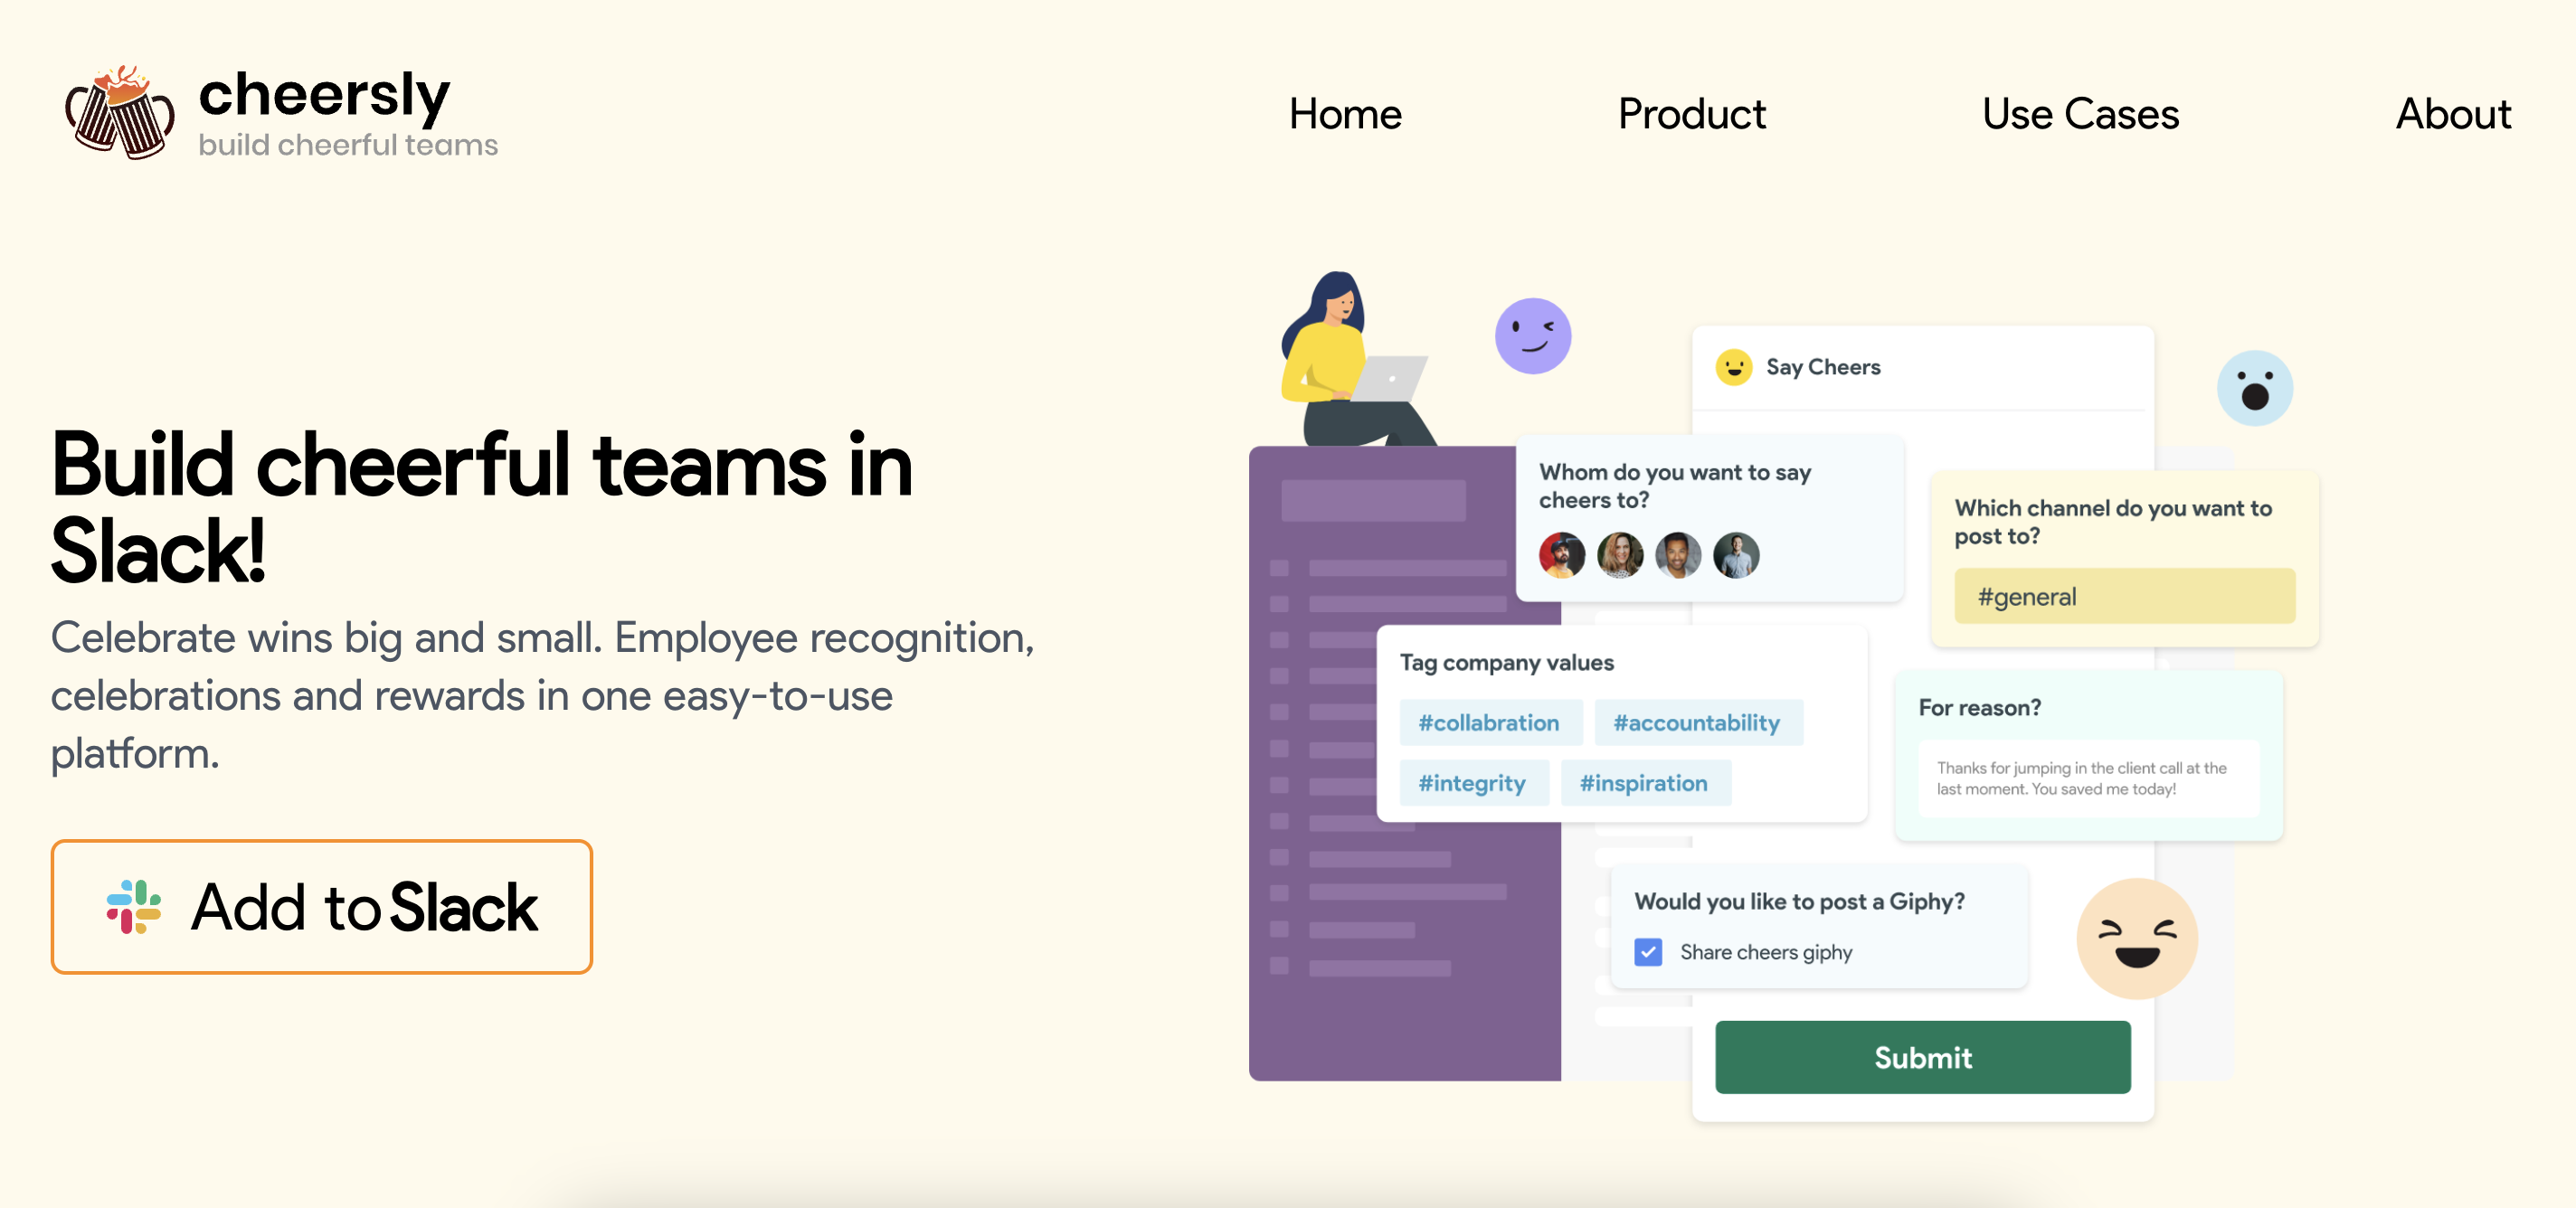 cheersly
build cheerful teams
Home
Product
Use Cases
About
Build cheerful teams in
Slack!
Celebrate wins big and small. Employee recognition,
celebrations and rewards in one easy-to-use
platform.
Add to Slack
Say Cheers
Whom do you want to say
cheers to?
Which channel do you want to
post to?
#general
Tag company values
#collabration
#accountability
#integrity
#inspiration
For reason?
Thanks for jumping in the client call at the
last moment. You saved me today!
Would you like to post a Giphy?
Share cheers giphy
Submit